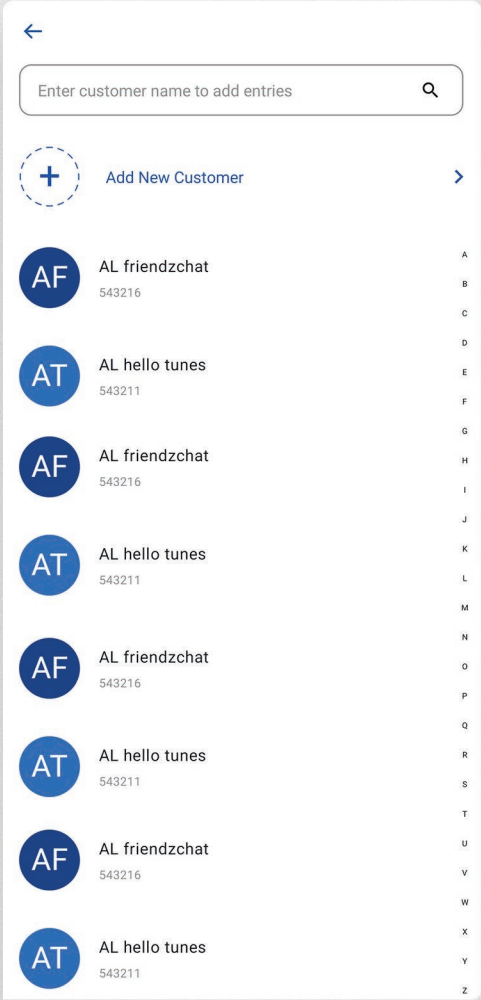 Enter customer name to add entries
+
Add New Customer
AF
AL friendzchat
543216
AT
AL hello tunes
543211
AF
AL friendzchat
543216
AT
AL hello tunes
543211
AF
AL friendzchat
543216
AT
AL hello tunes
543211
AF
AL friendzchat
543216
AT
AL hello tunes
543211
A
B
C
D
E
F
G
H
I
J
K
L
M
N
O
P
Q
R
S
T
U
V
W
X
Y
Z